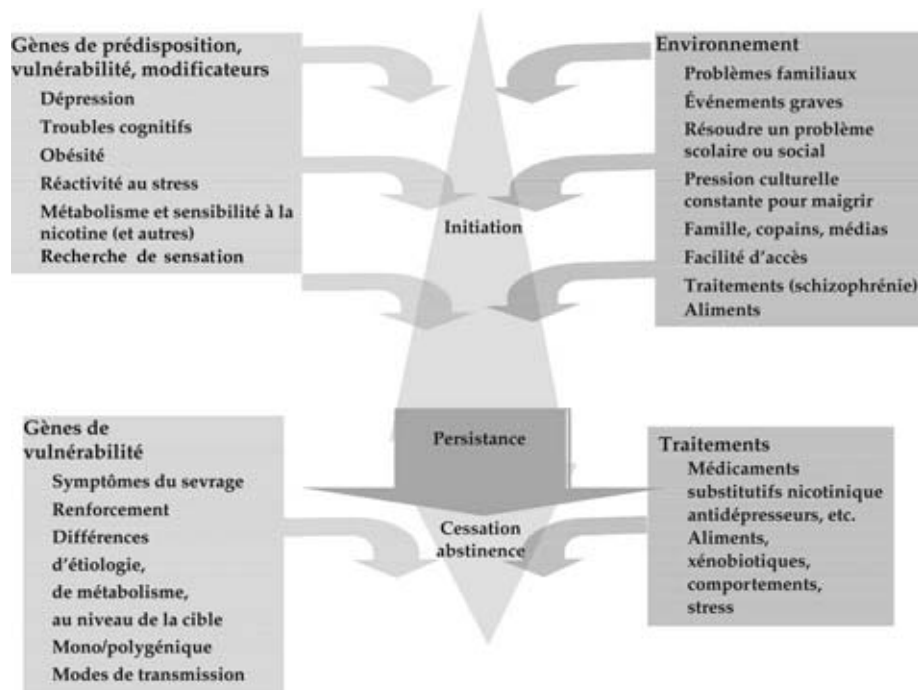 Gènes de prédisposition,
vulnérabilité, modificateurs
Dépression
Troubles cognitifs
Obésité
Réactivité au stress
Métabolisme et sensibilité à la
nicotine (et autres)
Recherche de sensation
Environnement
Problèmes familiaux
Événements graves
Résoudre un problème
scolaire ou social
Pression culturelle
constante pour maigrir
Famille, copains, médias
Facilité d'accès
Traitements (schizophrénie)
Aliments
Initiation
Persistance
Cessation
abstinence
Gènes de
vulnérabilité
Symptômes du sevrage
Renforcement
Différences
d'étiologie,
de métabolisme,
au niveau de la cible
Mono/polygénique
Modes de transmission
Traitements
Médicaments
substitutifs nicotinique
antidépresseurs, etc.
Aliments,
xénobiotiques,
comportements,
stress